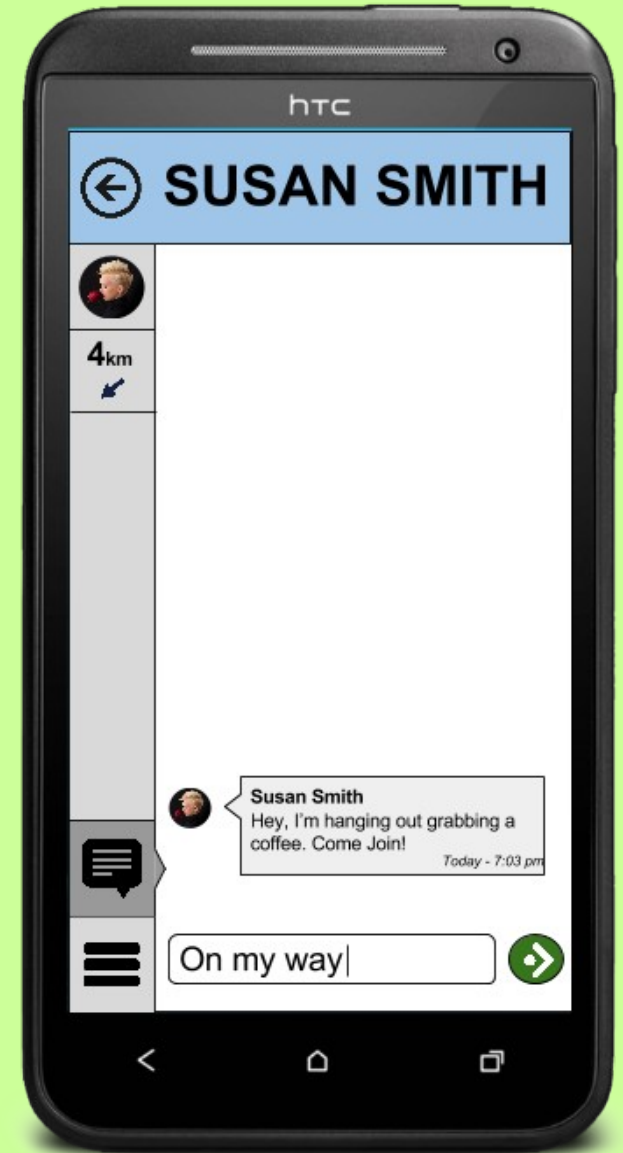 hTC
SUSAN SMITH
4km
Susan Smith
Hey, I'm hanging out grabbing a
coffee. Come Join!
Today - 7:03 pm
On my way